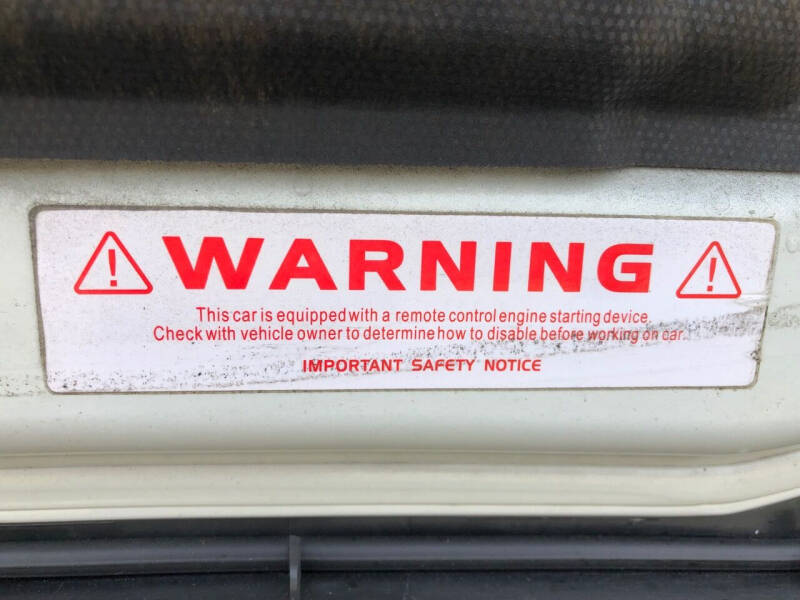 WARNING
This car is equipped with a remote control engine starting device.
Check with vehicle owner to determine how to disable before working on car.
IMPORTANT SAFETY NOTICE